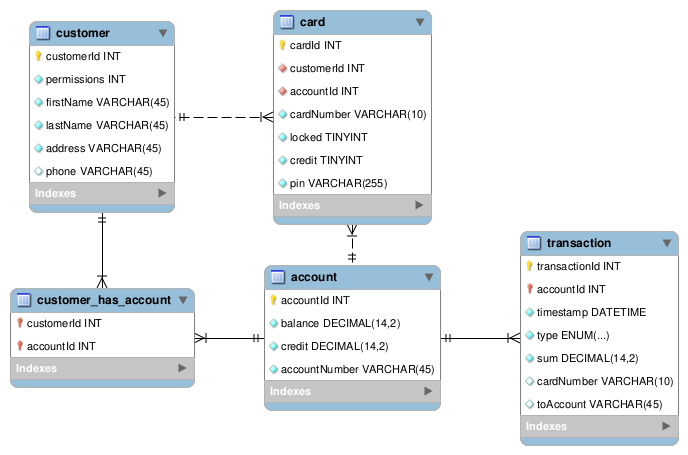 customer
customerId INT
permissions INT
firstName VARCHAR(45)
lastName VARCHAR(45)
address VARCHAR(45)
phone VARCHAR(45)
Indexes
card
cardId INT
customerId INT
accountId INT
cardNumber VARCHAR(10)
locked TINYINT
credit TINYINT
pin VARCHAR(255)
Indexes
customer_has_account
customerId INT
accountId INT
Indexes
account
accountId INT
balance DECIMAL(14,2)
credit DECIMAL(14,2)
accountNumber VARCHAR(45)
Indexes
transaction
transactionId INT
accountId INT
timestamp DATETIME
type ENUM(...)
sum DECIMAL(14,2)
cardNumber VARCHAR(10)
toAccount VARCHAR(45)
Indexes